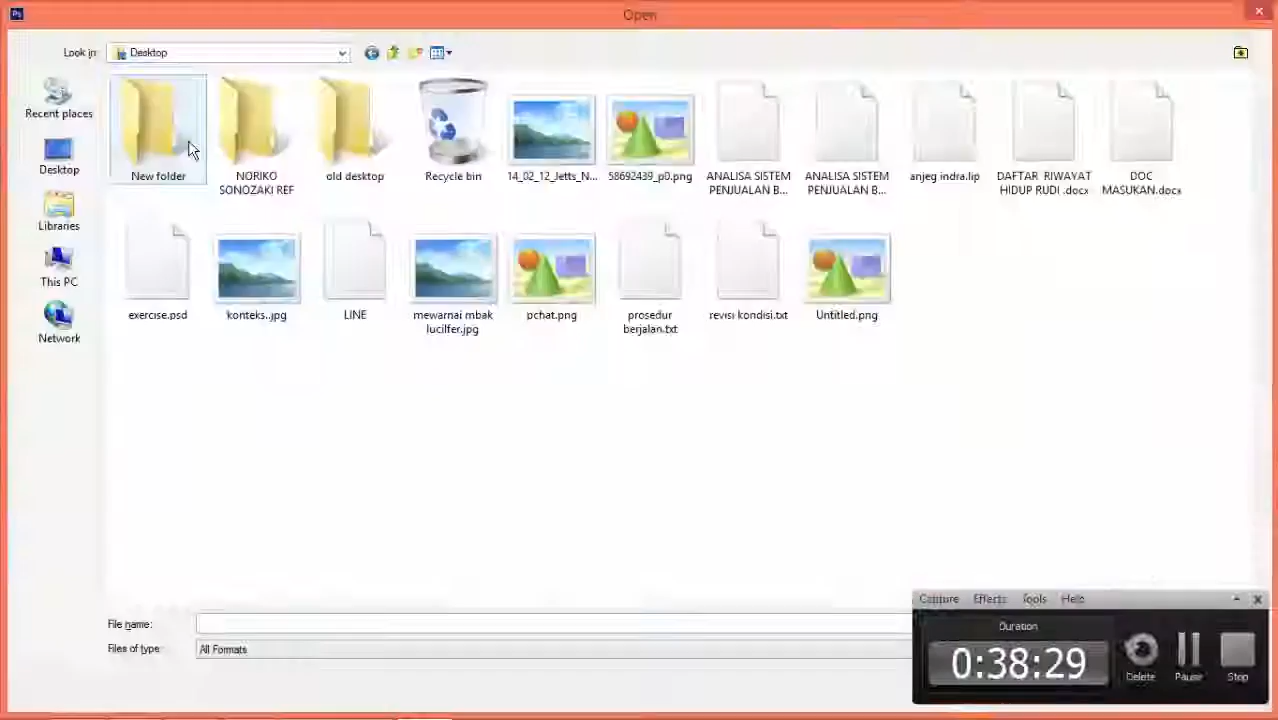 Ps
Open
Look in:
Desktop
Recent places
Desktop
Libraries
This PC
Network
New folder
NORIKO
SONOZAKI REF
old desktop
Recycle bin
14_02_12_Jetts_N...
58692439_p0.png
ANALISA SISTEM
PENJUALAN B...
ANALISA SISTEM
PENJUALAN B...
anjeg indra.lip
DAFTAR RIWAYAT
HIDUP RUDI .docx
DOC
MASUKAN.docx
exercise.psd
konteks..jpg
LINE
mewarnai mbak
lucilfer.jpg
pchat.png
prosedur
berjalan.txt
revisi kondisi.txt
Untitled.png
File name:
Files of type:
All Formats
Capture Effects Tools Help
Duration
0:38:29
Delete
Pause
Stop